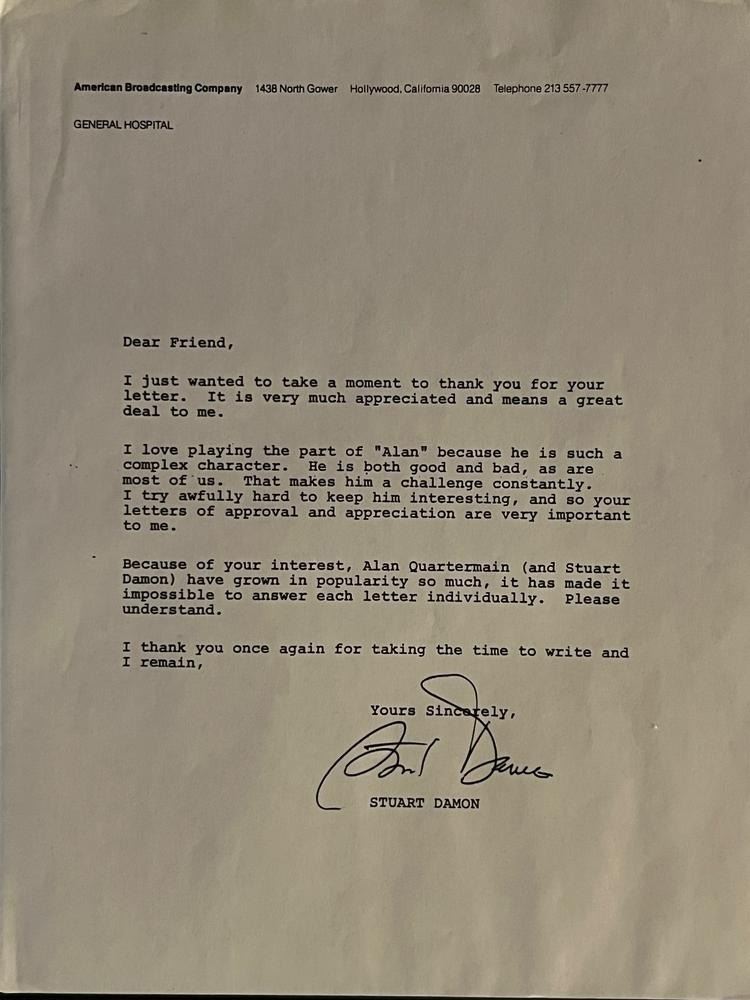 American Broadcasting Company 1438 North Gower Hollywood, California 90028 Telephone 213 557-7777
GENERAL HOSPITAL
Dear Friend,
I just wanted to take a moment to thank you for your
letter. It is very much appreciated and means a great
deal to me.
I love playing the part of "Alan" because he is such a
complex character. He is both good and bad, as are
most of us. That makes him a challenge constantly.
I try awfully hard to keep him interesting, and so your
letters of approval and appreciation are very important
to me.
Because of your interest, Alan Quartermain (and Stuart
Damon) have grown in popularity so much, it has made it
impossible to answer each letter individually. Please
understand.
I thank you once again for taking the time to write and
I remain,
Yours Sincerely,
Stuart Damon
STUART DAMON